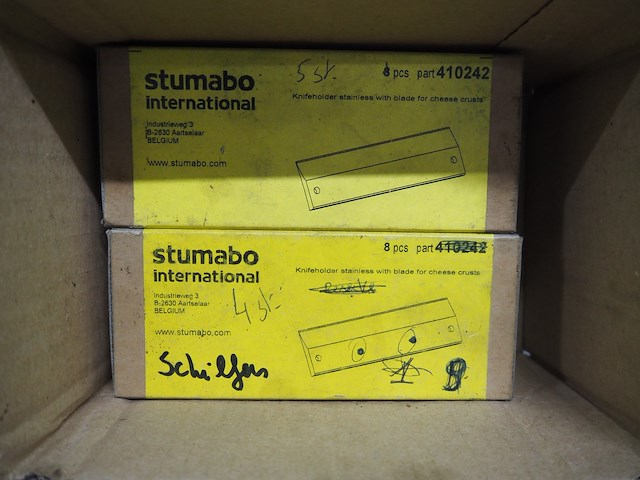 stumabo
international
5 st.
8 pcs part 410242
Knifeholder stainless with blade for cheese crusts
Industrieweg 3
B-2630 Aartselaar
BELGIUM
www.stumabo.com
stumabo
international
8 pcs part 410242
Knifeholder stainless with blade for cheese crusts
Industrieweg 3
B-2630 Aartselaar
BELGIUM
4 st
www.stumabo.com
Schilfers